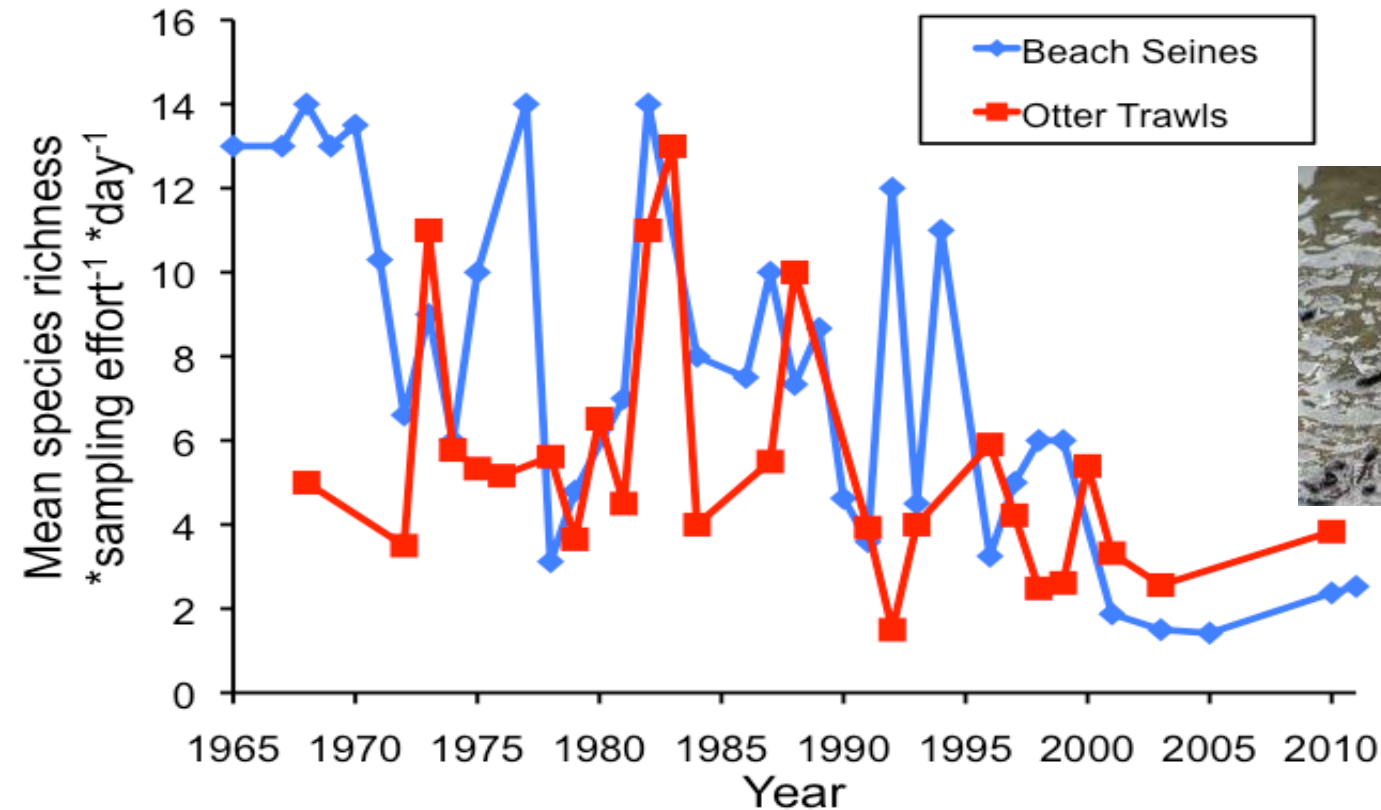 Mean species richness
*sampling effort⁻¹ *day⁻¹
16
14
12
10
8
6
4
2
0
Beach Seines
Otter Trawls
1965 1970 1975 1980 1985 1990 1995 2000 2005 2010
Year